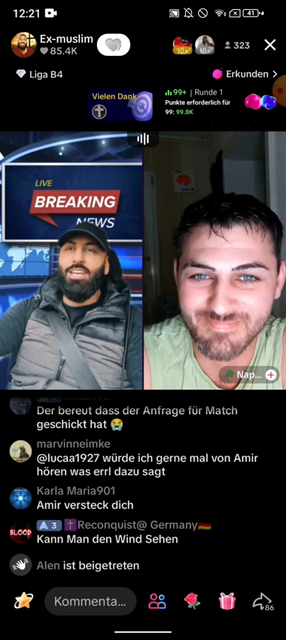 12:21
41
Ex-muslim
85.4K
323
Liga B4
Erkunden >
Vielen Dank
99+ | Runde 1
Punkte erforderlich für
99: 99.8K
LIVE
BREAKING
NEWS
Nap...
Der bereut dass der Anfrage für Match
geschickt hat 😭
marvinneimke
@lucaa1927 würde ich gerne mal von Amir
hören was errl dazu sagt
Karla Maria901
Amir versteck dich
BLOOD
3 Reconquist@ Germany🇩🇪
Kann Man den Wind Sehen
Alen ist beigetreten
Kommenta...
86